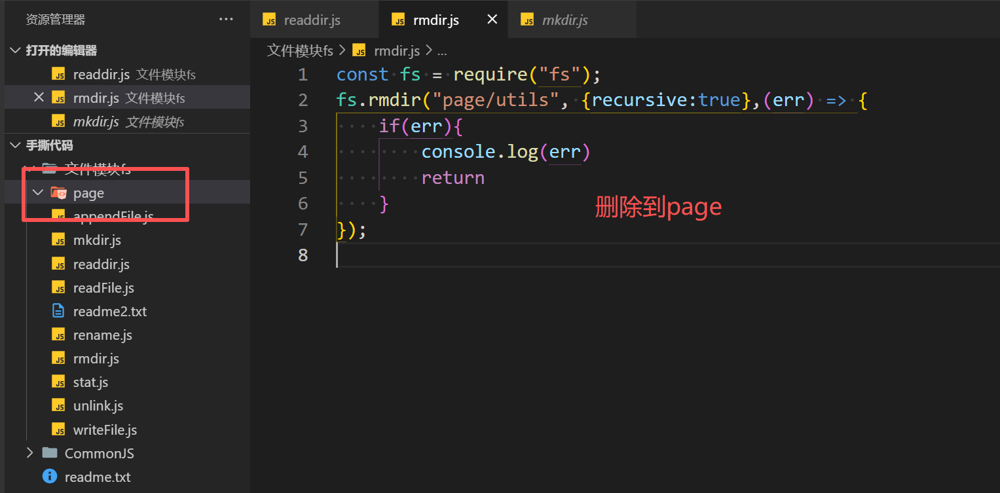 资源管理器
···
打开的编辑器
readdir.js 文件模块fs
rmdir.js 文件模块fs
mkdir.js 文件模块fs
手撕代码
文件模块fs
page
appendFile.js
mkdir.js
readdir.js
readFile.js
readme2.txt
rename.js
rmdir.js
stat.js
unlink.js
writeFile.js
CommonJS
readme.txt
readdir.js
rmdir.js
mkdir.js
文件模块fs > rmdir.js > ...
1 const fs = require("fs");
2 fs.rmdir("page/utils", {recursive:true},(err) => {
3 if(err){
4 console.log(err)
5 return
6 }
7 });
8
删除到page